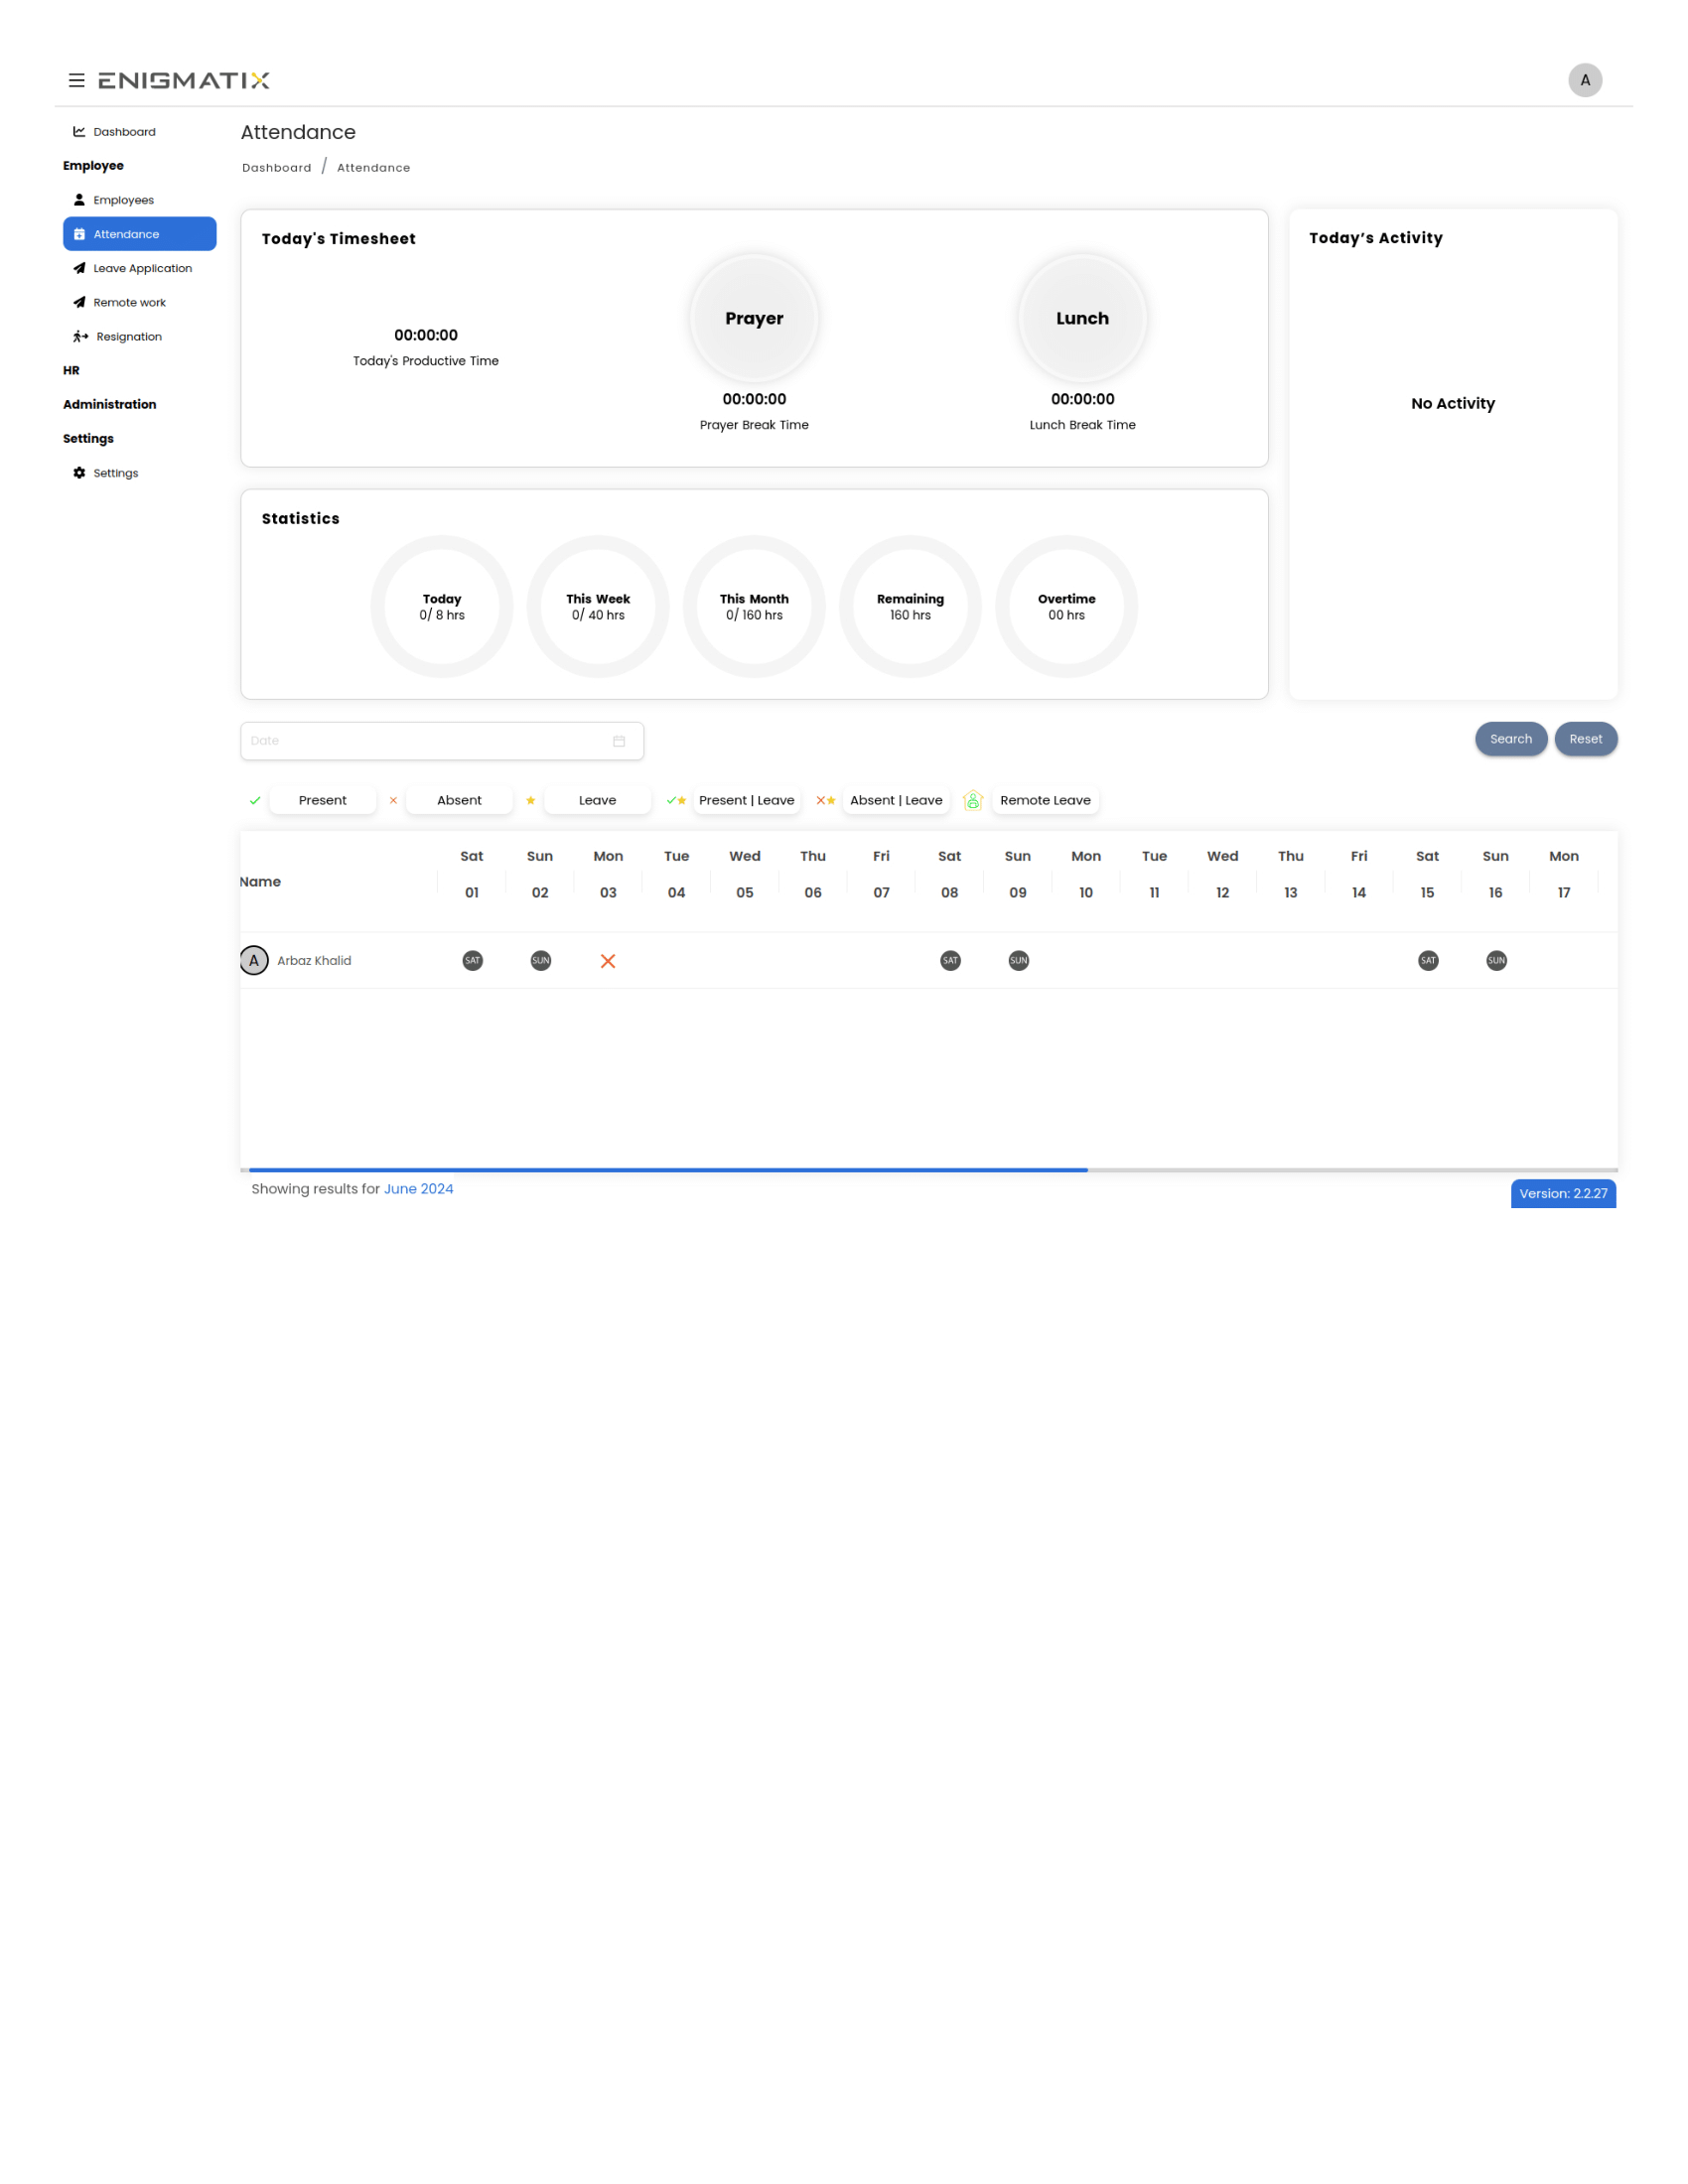 ENIGMATIX
A
Dashboard
Employee
Employees
Attendance
Leave Application
Remote work
Resignation
HR
Administration
Settings
Settings
Attendance
Dashboard / Attendance
Today's Timesheet
00:00:00
Today's Productive Time
Prayer
00:00:00
Prayer Break Time
Lunch
00:00:00
Lunch Break Time
Today’s Activity
No Activity
Statistics
Today
0/ 8 hrs
This Week
0/ 40 hrs
This Month
0/ 160 hrs
Remaining
160 hrs
Overtime
00 hrs
Date
Search Reset
Present Absent Leave Present | Leave Absent | Leave Remote Leave
Sat Sun Mon Tue Wed Thu Fri Sat Sun Mon Tue Wed Thu Fri Sat Sun Mon
Name
01 02 03 04 05 06 07 08 09 10 11 12 13 14 15 16 17
A Arbaz Khalid SAT SUN SAT SUN SAT SUN
Showing results for June 2024
Version: 2.2.27